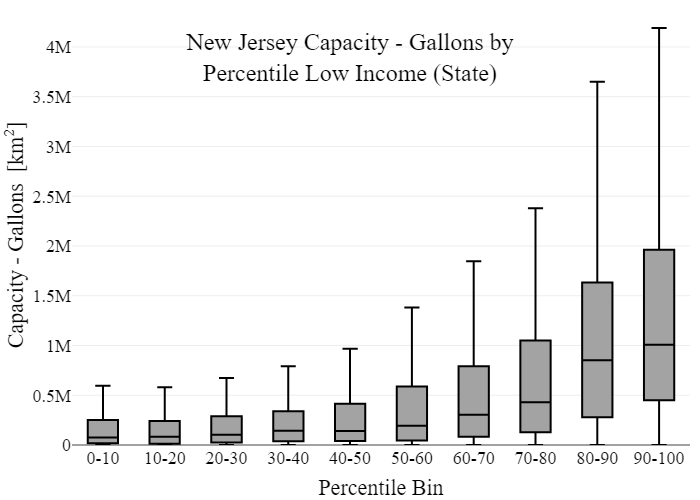 New Jersey Capacity - Gallons by
Percentile Low Income (State)
Capacity - Gallons [km²]
4M
3.5M
3M
2.5M
2M
1.5M
1M
0.5M
0
0-10 10-20 20-30 30-40 40-50 50-60 60-70 70-80 80-90 90-100
Percentile Bin